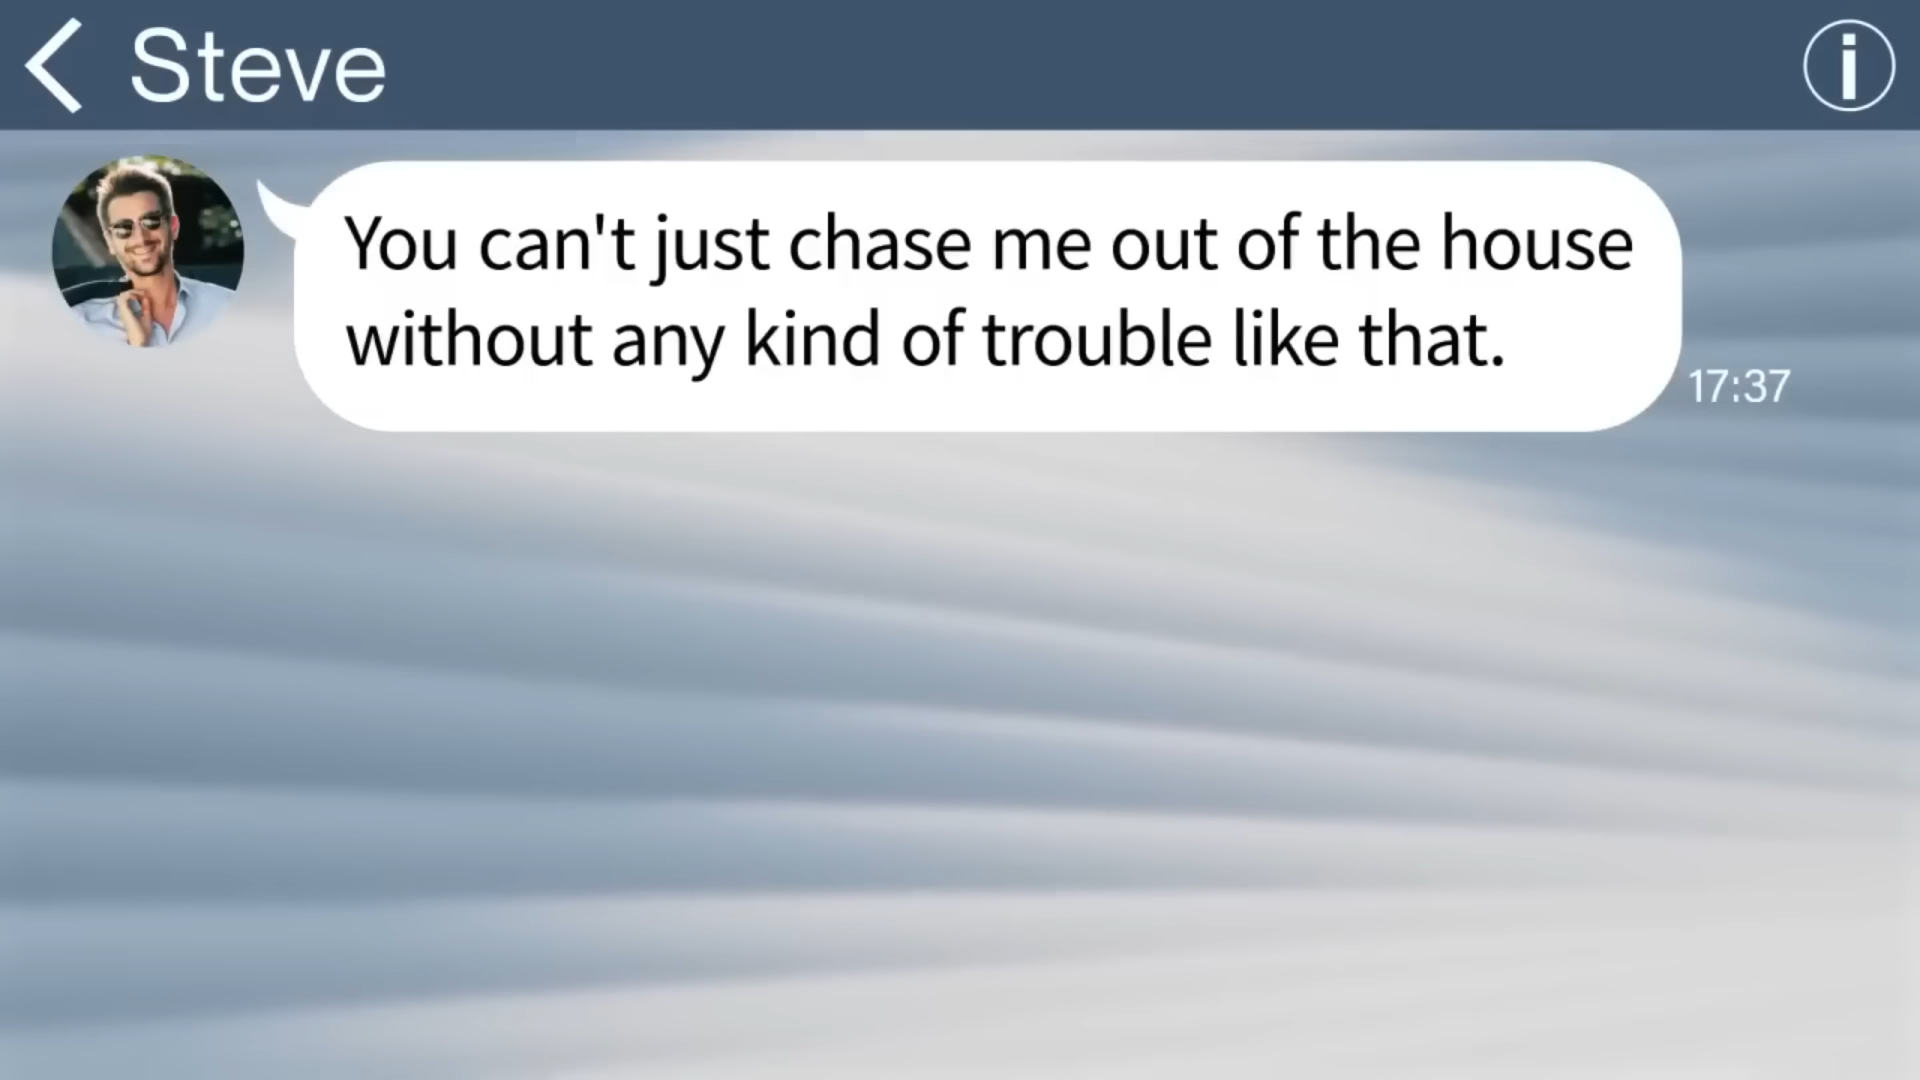 Steve
You can't just chase me out of the house
without any kind of trouble like that.
17:37